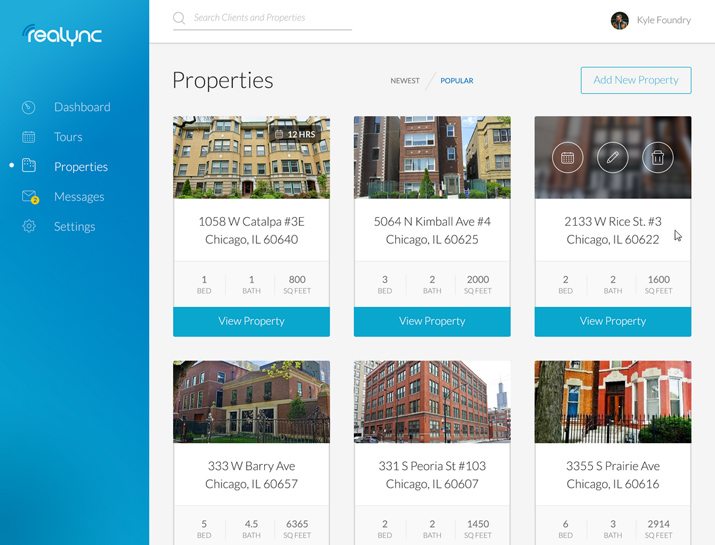 realync
Search Clients and Properties
Kyle Foundry
Dashboard
Tours
Properties
Messages
2
Settings
Properties
NEWEST
POPULAR
Add New Property
12 HRS
1058 W Catalpa #3E
Chicago, IL 60640
1 BED
1 BATH
800 SQ FEET
View Property
5064 N Kimball Ave #4
Chicago, IL 60625
3 BED
2 BATH
2000 SQ FEET
View Property
2133 W Rice St. #3
Chicago, IL 60622
2 BED
2 BATH
1600 SQ FEET
View Property
333 W Barry Ave
Chicago, IL 60657
5 BED
4.5 BATH
6365 SQ FEET
331 S Peoria St #103
Chicago, IL 60607
2 BED
2 BATH
1450 SQ FEET
3355 S Prairie Ave
Chicago, IL 60616
6 BED
3 BATH
2914 SQ FEET